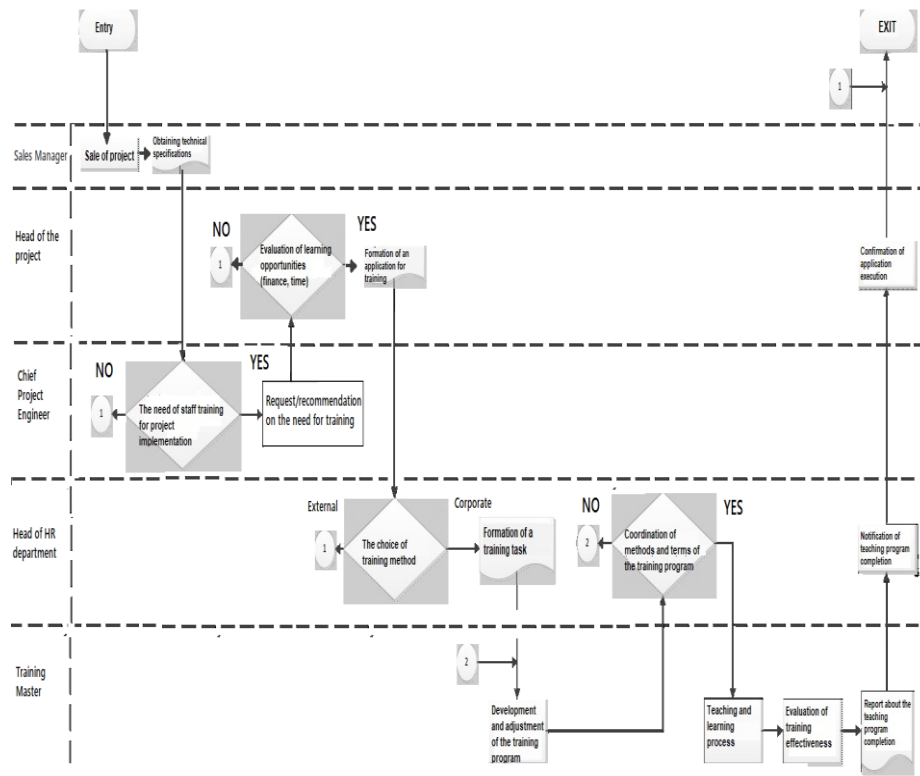 Entry
EXIT
1
Sales Manager
Sale of project
Obtaining technical
specifications
Head of the
project
NO
YES
1
Evaluation of learning
opportunities
(finance, time)
Formation of an
application for
training
Confirmation of
application
execution
Chief
Project
Engineer
NO
YES
1
The need of staff training
for project
implementation
Request/recommendation
on the need for training
Head of HR
department
External
Corporate
1
The choice of
training method
Formation of a
training task
NO
YES
2
Coordination of
methods and terms of
the training program
Notification of
teaching program
completion
Training
Master
2
Development
and adjustment
of the training
program
Teaching and
learning
process
Evaluation of
training
effectiveness
Report about the
teaching
program
completion